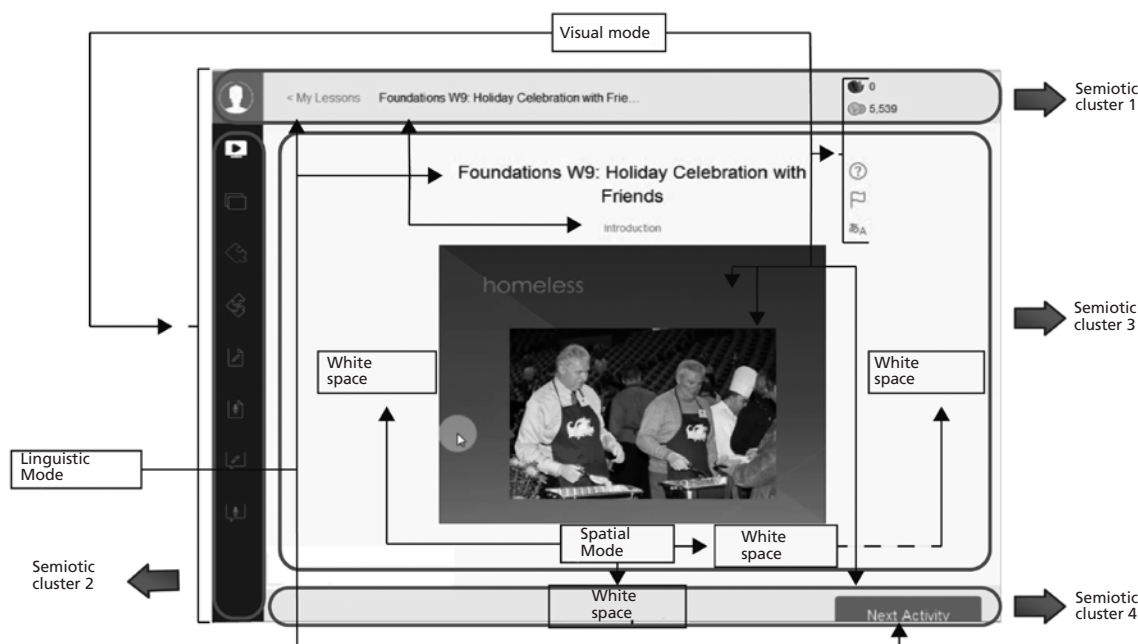 Visual mode
< My Lessons Foundations W9: Holiday Celebration with Frie...
0
5,539
Semiotic
cluster 1
Foundations W9: Holiday Celebration with
Friends
Introduction
homeless
Semiotic
cluster 3
White
space
White
space
Linguistic
Mode
Spatial
Mode
White
space
Semiotic
cluster 2
White
space
Next Activity
Semiotic
cluster 4